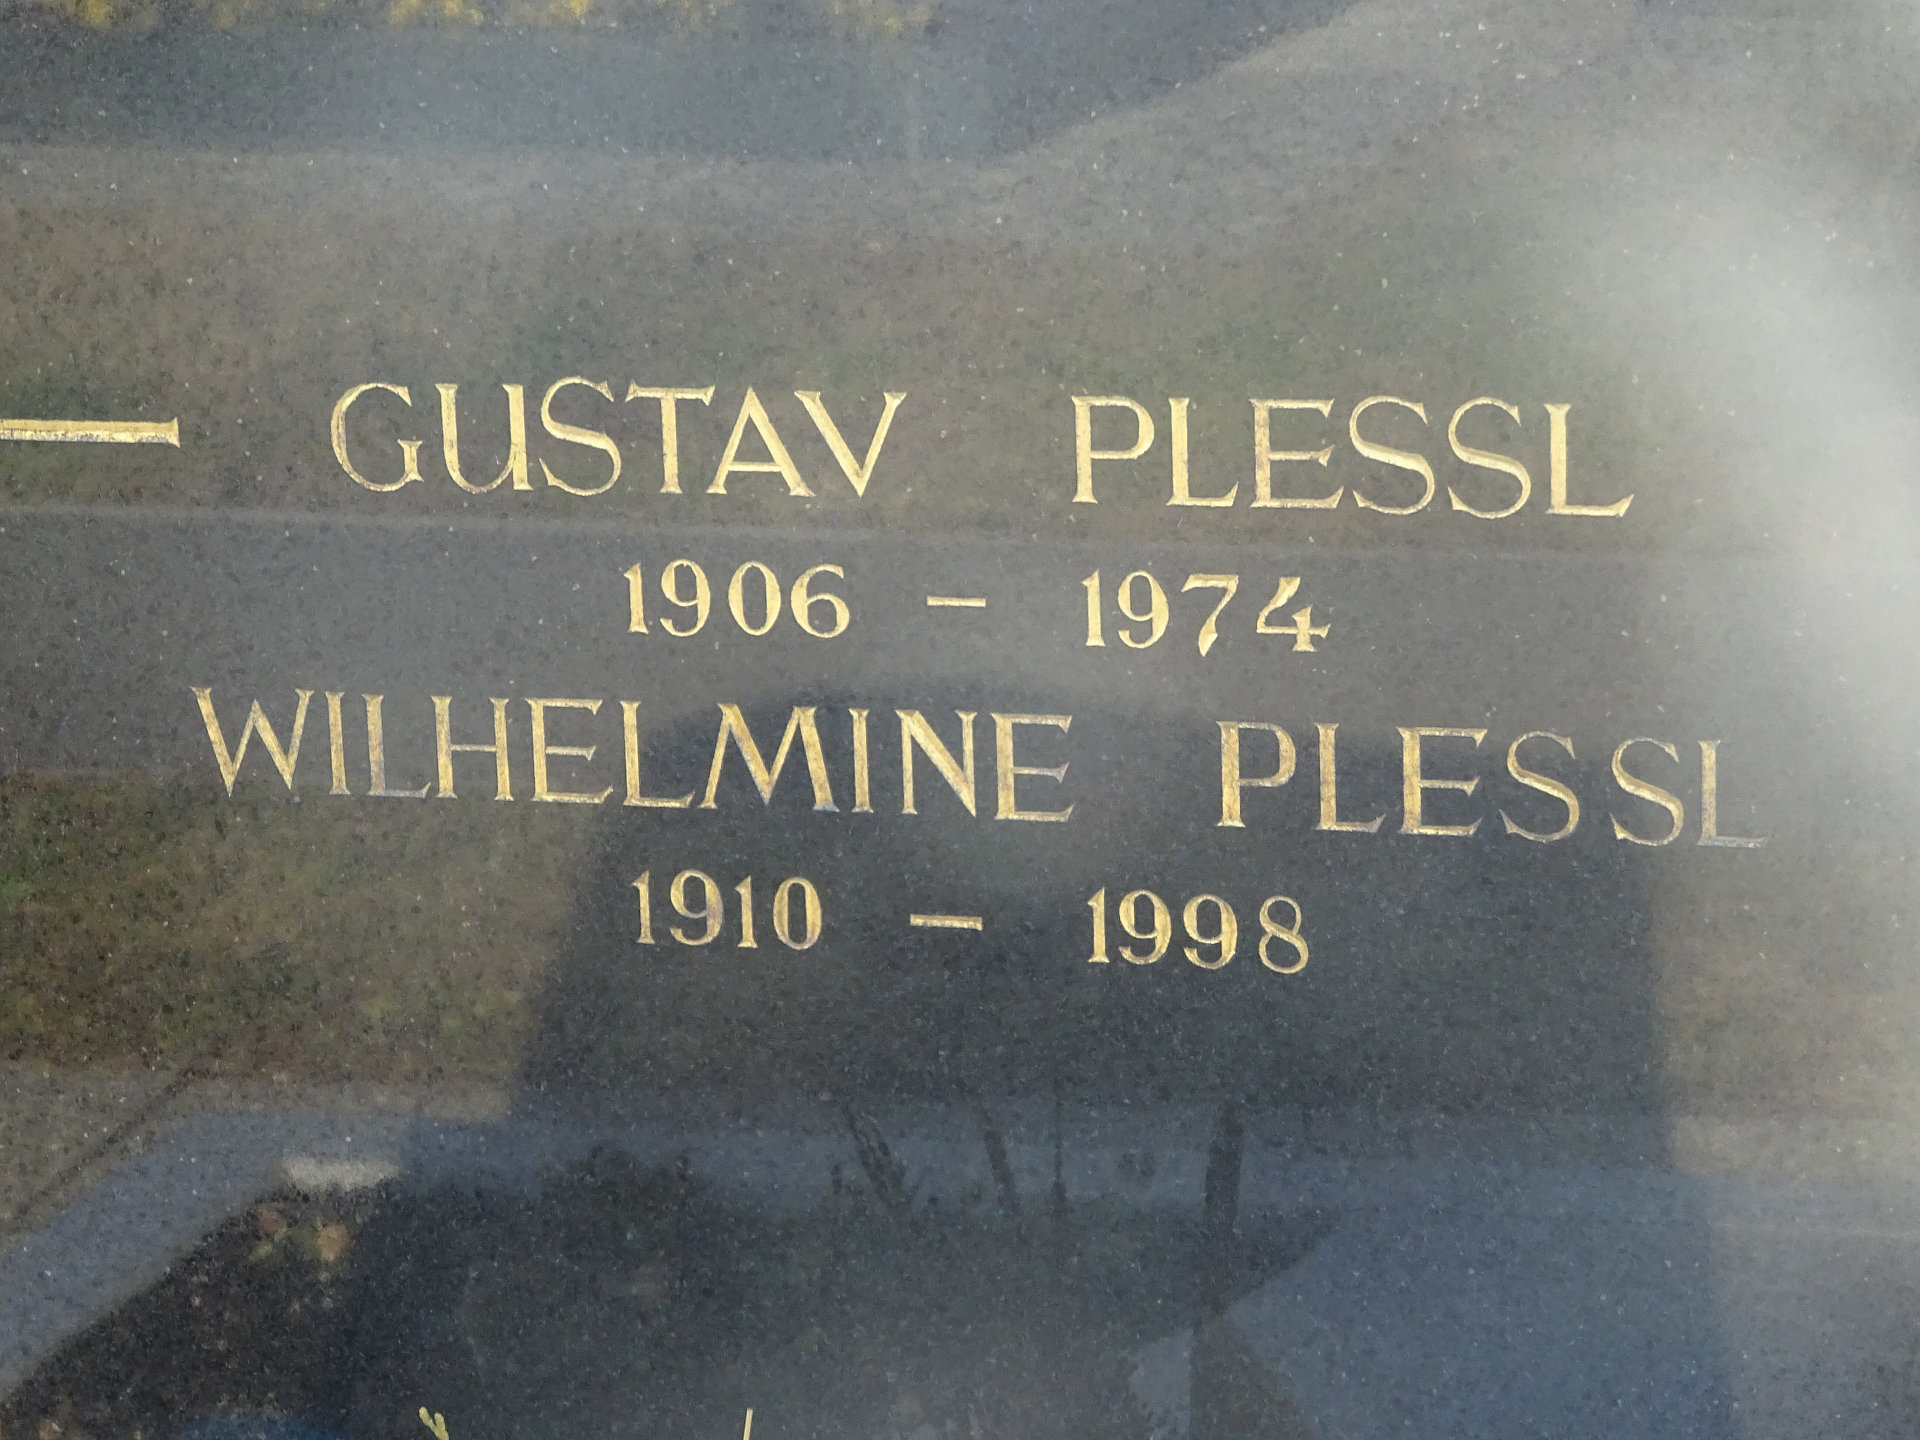 — GUSTAV PLESSL
1906 – 1974
WILHELMINE PLESSL
1910 – 1998